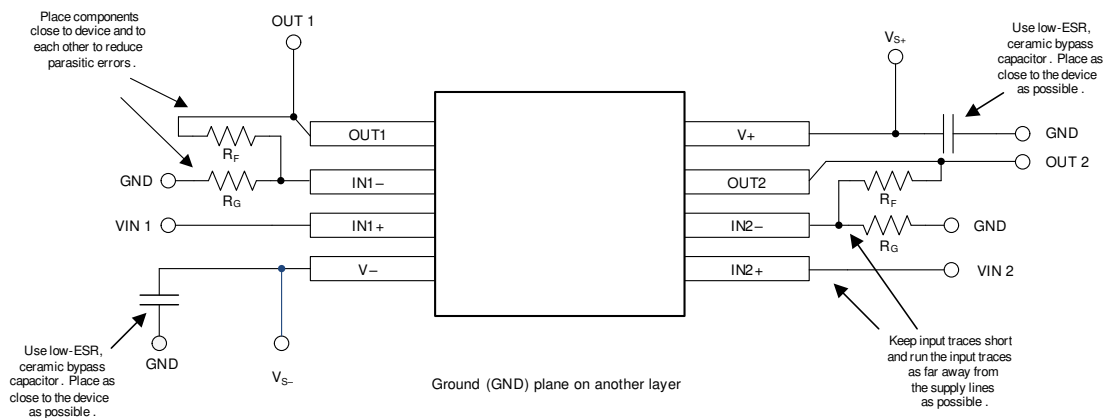 Place components
close to device and to
each other to reduce
parasitic errors .
OUT 1
VS+
Use low-ESR,
ceramic bypass
capacitor . Place as
close to the device
as possible .
OUT1
RF
GND
RG
IN1−
VIN 1
IN1+
V−
GND
VS−
Use low-ESR,
ceramic bypass
capacitor . Place as
close to the device
as possible .
V+
GND
OUT2
OUT 2
RF
IN2−
RG
GND
IN2+
VIN 2
Keep input traces short
and run the input traces
as far away from
the supply lines
as possible .
Ground (GND) plane on another layer